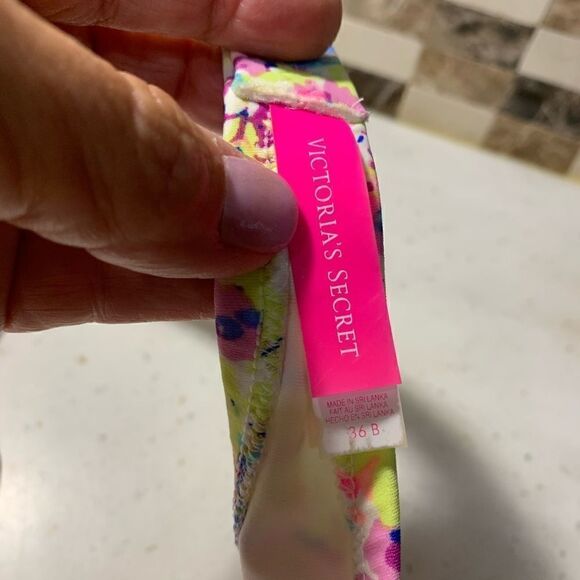 VICTORIA'S SECRET
MADE IN SRI LANKA
FAIT AU SRI LANKA
HECHO EN SRI LANKA
36 B